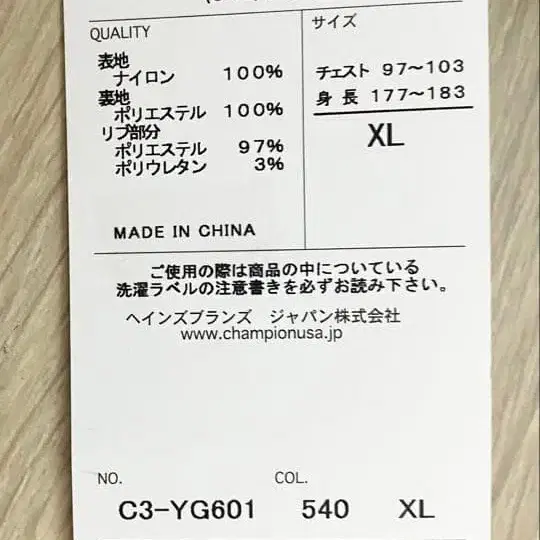 QUALITY
サイズ
表地
ナイロン 100%
裏地
ポリエステル 100%
リブ部分
ポリエステル 97%
ポリウレタン 3%
チェスト 97〜103
身長 177〜183
XL
MADE IN CHINA
ご使用の際は商品の中についている
洗濯ラベルの注意書きを必ずお読み下さい。
ヘインズブランズ ジャパン株式会社
www.championusa.jp
NO. COL.
C3-YG601 540 XL